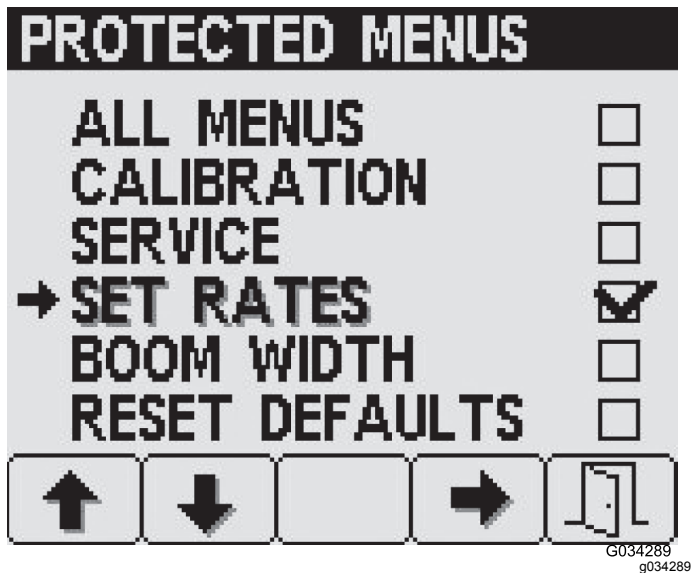 PROTECTED MENUS
ALL MENUS
CALIBRATION
SERVICE
SET RATES
BOOM WIDTH
RESET DEFAULTS
G034289
g034289